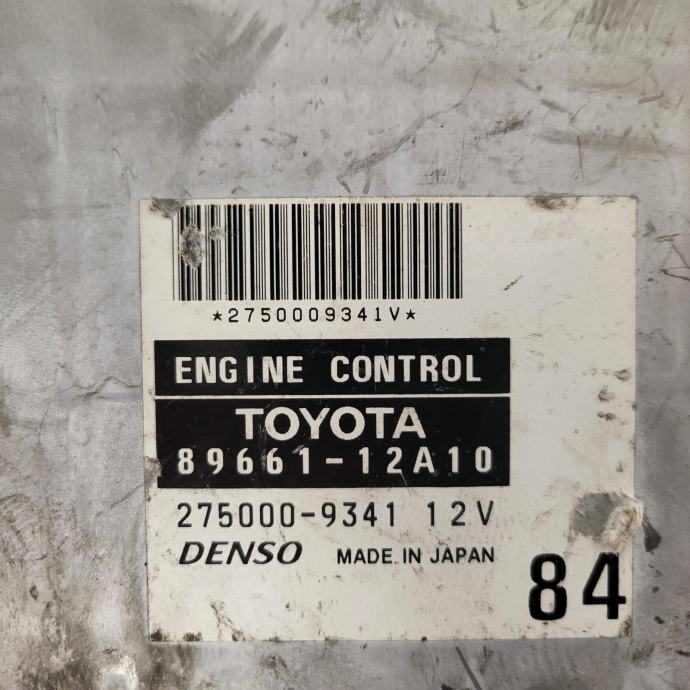 *2750009341V*
ENGINE CONTROL
TOYOTA
89661-12A10
275000-9341 12V
DENSO MADE IN JAPAN
84